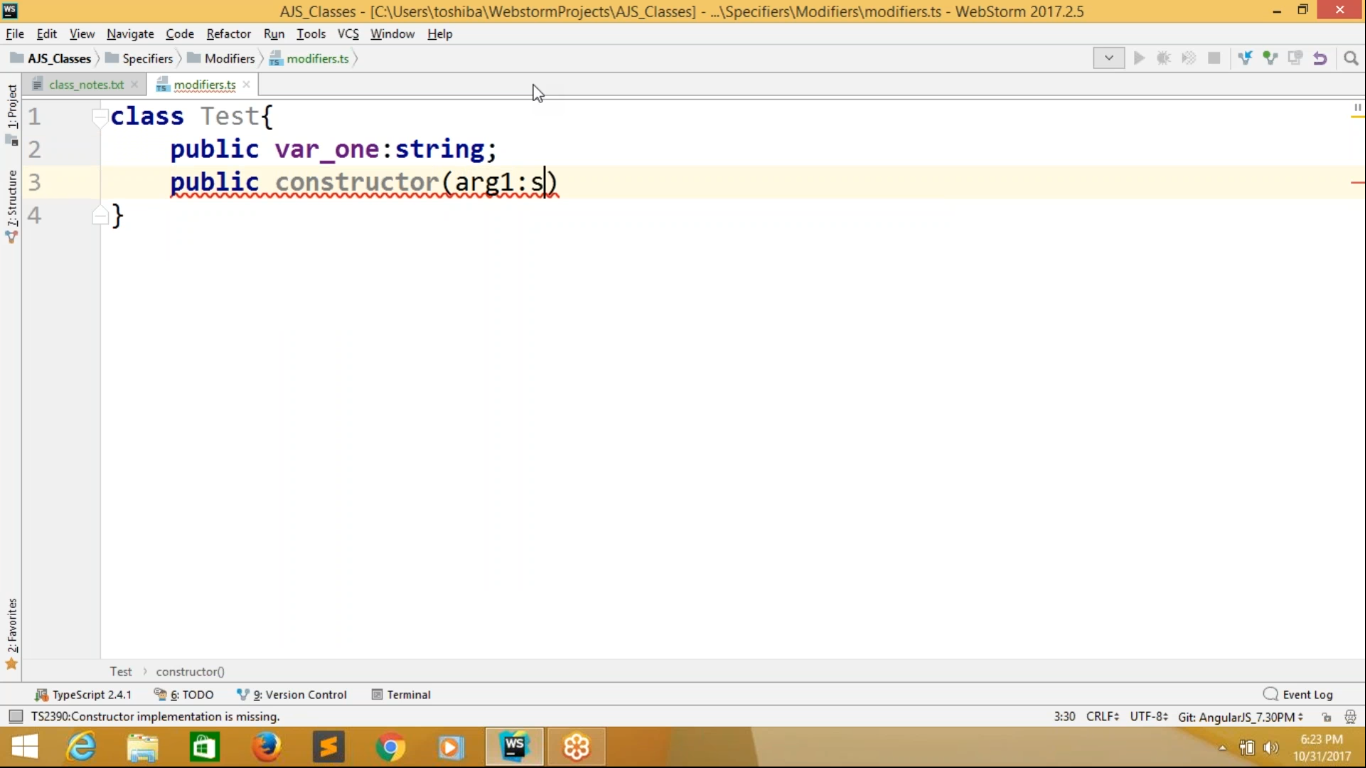 AJS_Classes - [C:\Users\toshiba\WebstormProjects\AJS_Classes] - ...\Specifiers\Modifiers\modifiers.ts - WebStorm 2017.2.5
File Edit View Navigate Code Refactor Run Tools VCS Window Help
AJS_Classes Specifiers Modifiers modifiers.ts
class_notes.txt modifiers.ts
1: Project
Z: Structure
2: Favorites
1 class Test{
2 public var_one:string;
3 public constructor(arg1:s)
4 }
Test constructor()
TypeScript 2.4.1 6: TODO 9: Version Control Terminal Event Log
TS2390:Constructor implementation is missing. 3:30 CRLF UTF-8 Git: AngularJS_7.30PM
6:23 PM
10/31/2017